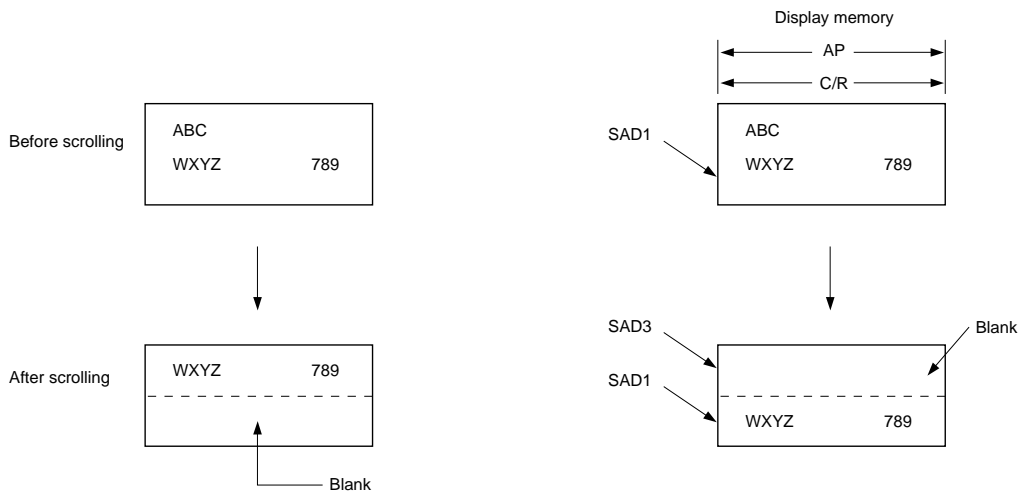 Display memory
AP
C/R
Before scrolling
ABC
WXYZ 789
SAD1
ABC
WXYZ 789
After scrolling
WXYZ 789
Blank
SAD3
SAD1
Blank
WXYZ 789